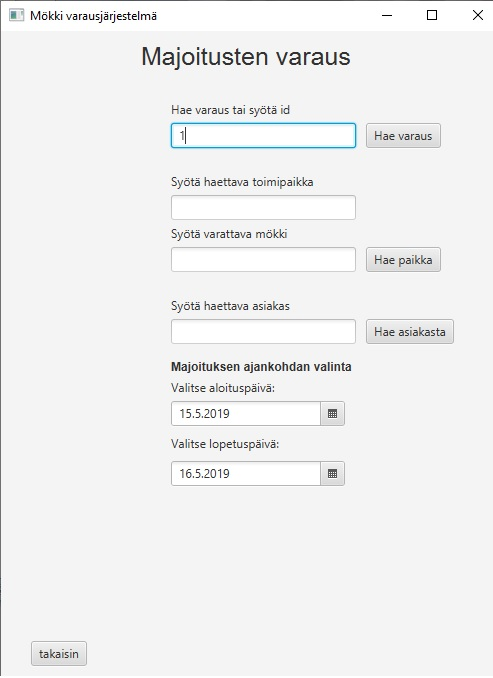 Mökki varausjärjestelmä
Majoitusten varaus
Hae varaus tai syötä id
1
Hae varaus
Syötä haettava toimipaikka
Syötä varattava mökki
Hae paikka
Syötä haettava asiakas
Hae asiakasta
Majoituksen ajankohdan valinta
Valitse aloituspäivä:
15.5.2019
Valitse lopetuspäivä:
16.5.2019
takaisin